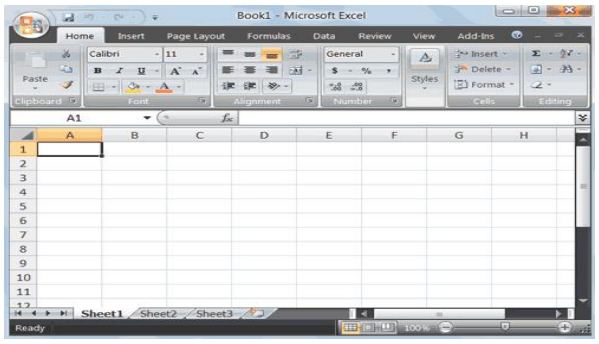 Book1 - Microsoft Excel
Home Insert Page Layout Formulas Data Review View Add-Ins
Calibri 11 General Insert Σ
B I U A A $ % , Delete
Paste Styles
A .00 .00 Format
Clipboard Font Alignment Number Cells Editing
A1 fx
A B C D E F G H
1
2
3
4
5
6
7
8
9
10
11
12
Sheet1 Sheet2 Sheet3
Ready 100%